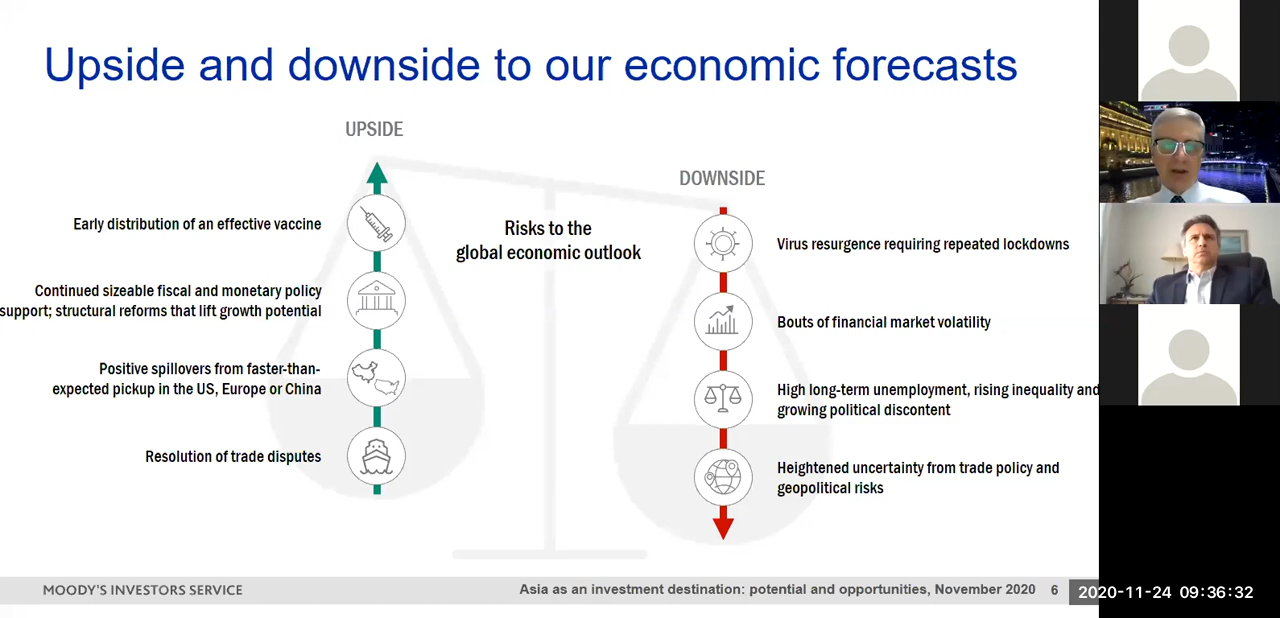 Upside and downside to our economic forecasts
UPSIDE
Early distribution of an effective vaccine
Continued sizeable fiscal and monetary policy
support; structural reforms that lift growth potential
Positive spillovers from faster-than-
expected pickup in the US, Europe or China
Resolution of trade disputes
Risks to the
global economic outlook
DOWNSIDE
Virus resurgence requiring repeated lockdowns
Bouts of financial market volatility
High long-term unemployment, rising inequality and
growing political discontent
Heightened uncertainty from trade policy and
geopolitical risks
MOODY'S INVESTORS SERVICE
Asia as an investment destination: potential and opportunities, November 2020 6
2020-11-24 09:36:32